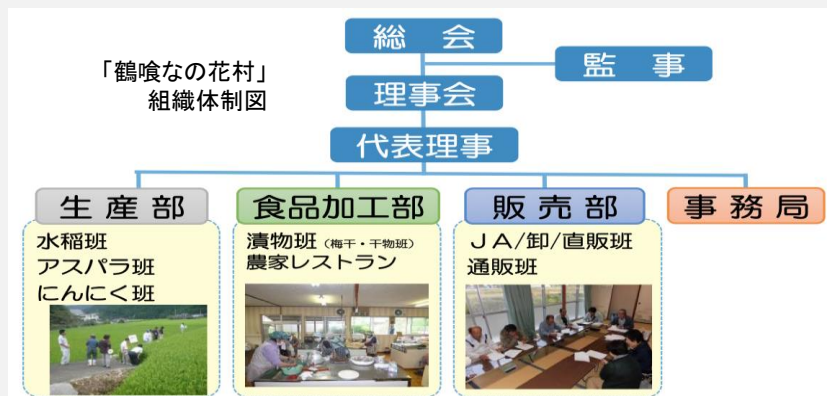 総会
「鶴喰なの花村」
組織体制図
監事
理事会
代表理事
生産部
食品加工部
販売部
事務局
水稲班
アスパラ班
にんにく班
漬物班（梅干・干物班）
農家レストラン
ＪＡ/卸/直販班
通販班